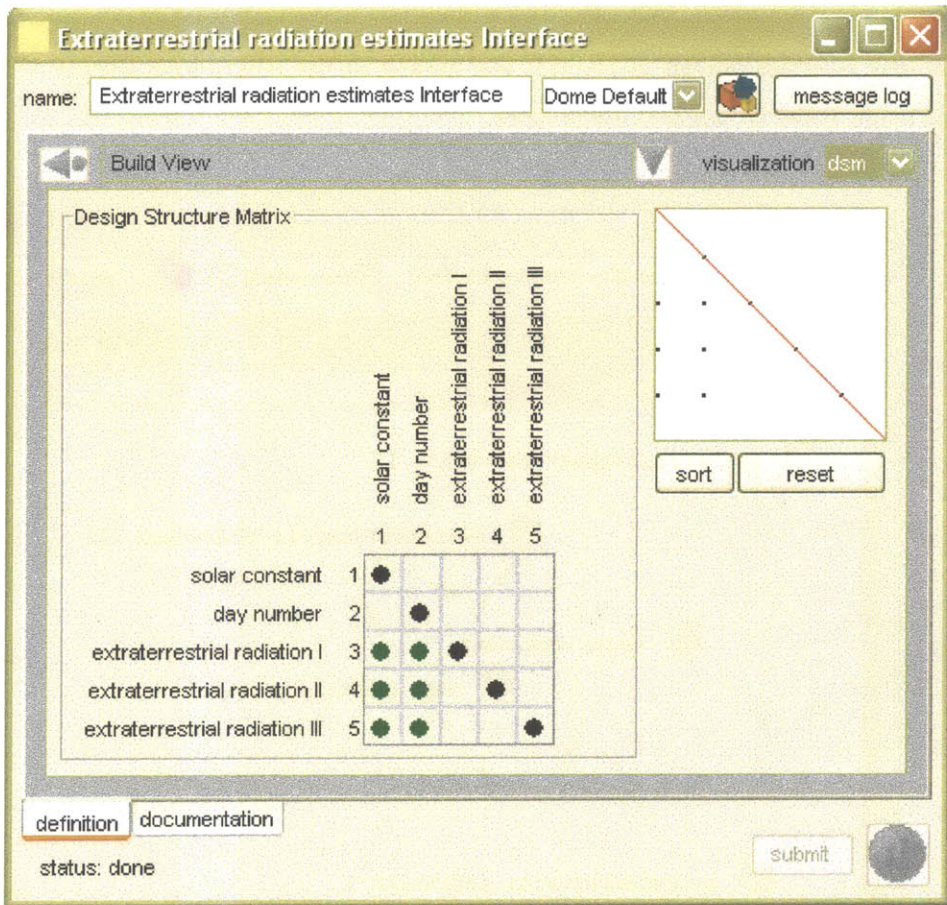 Extraterrestrial radiation estimates Interface
name: Extraterrestrial radiation estimates Interface Dome Default message log
Build View visualization dsm
Design Structure Matrix
solar constant
day number
extraterrestrial radiation I
extraterrestrial radiation II
extraterrestrial radiation III
sort reset
1 2 3 4 5
solar constant 1
day number 2
extraterrestrial radiation I 3
extraterrestrial radiation II 4
extraterrestrial radiation III 5
definition documentation
submit
status: done